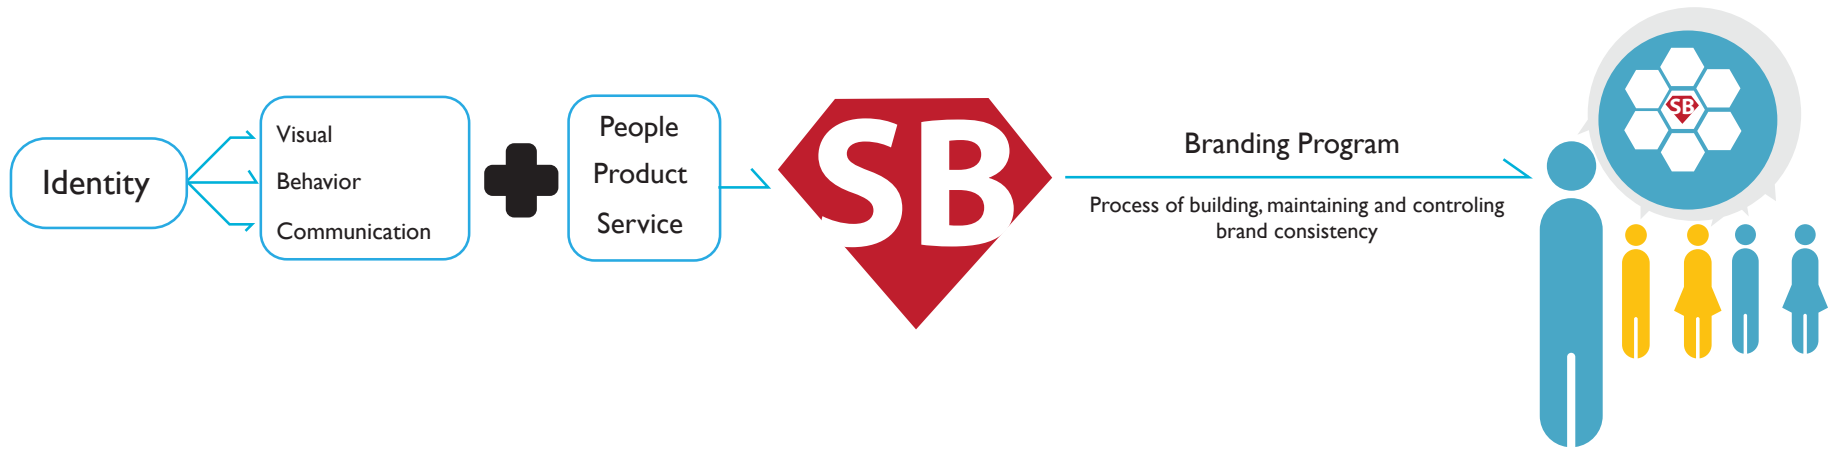 Identity
Visual
Behavior
Communication
People
Product
Service
SB
Branding Program
Process of building, maintaining and controling
brand consistency
SB